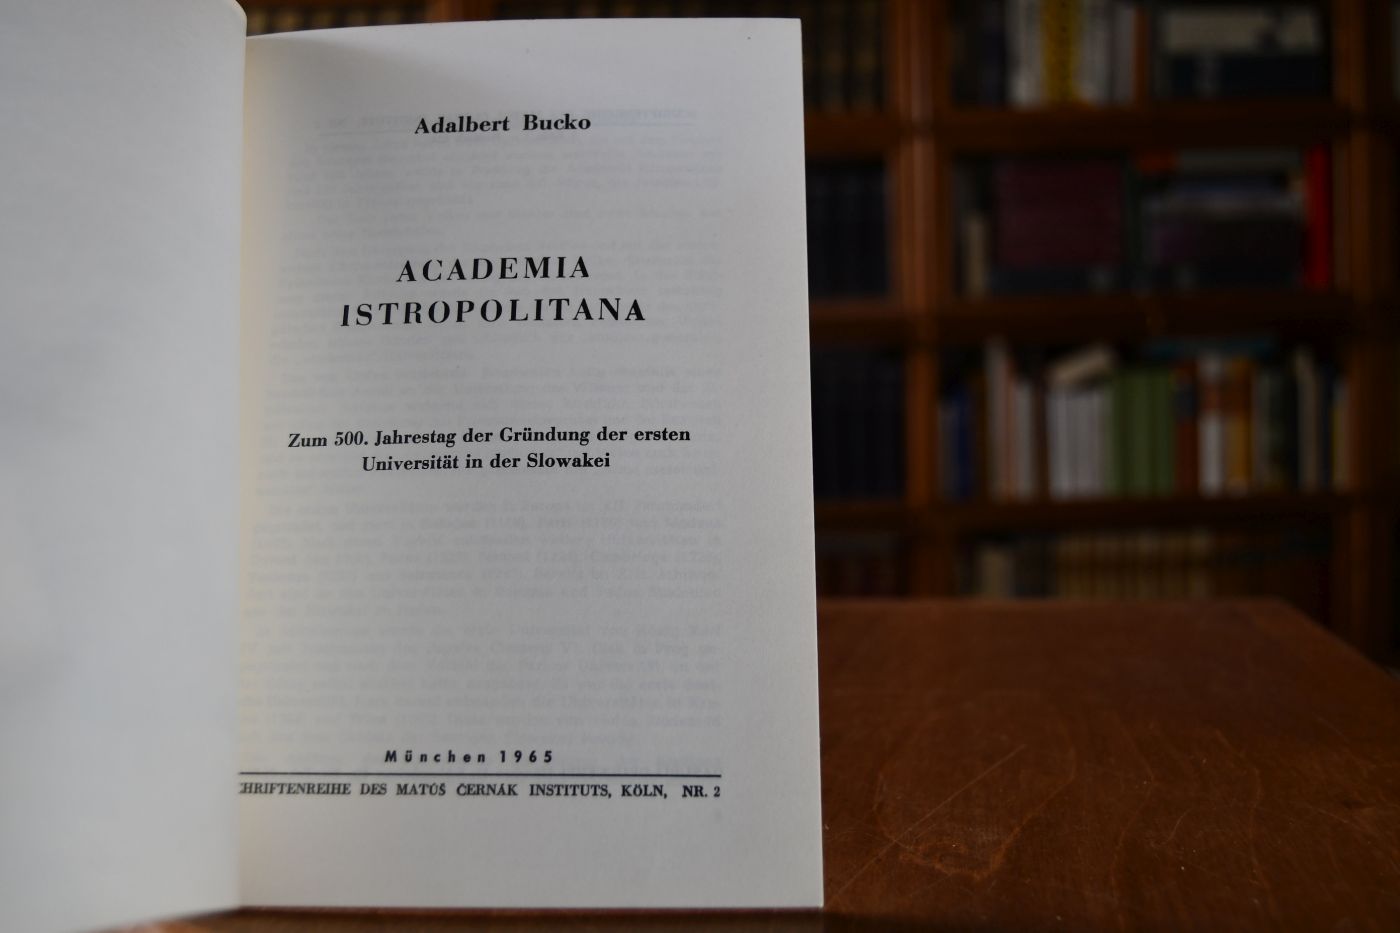 Adalbert Bucko
ACADEMIA
ISTROPOLITANA
Zum 500. Jahrestag der Gründung der ersten
Universität in der Slowakei
München 1965
CHRIFTENREIHE DES MATÚŠ ČERNÁK INSTITUTS, KÖLN, NR. 2